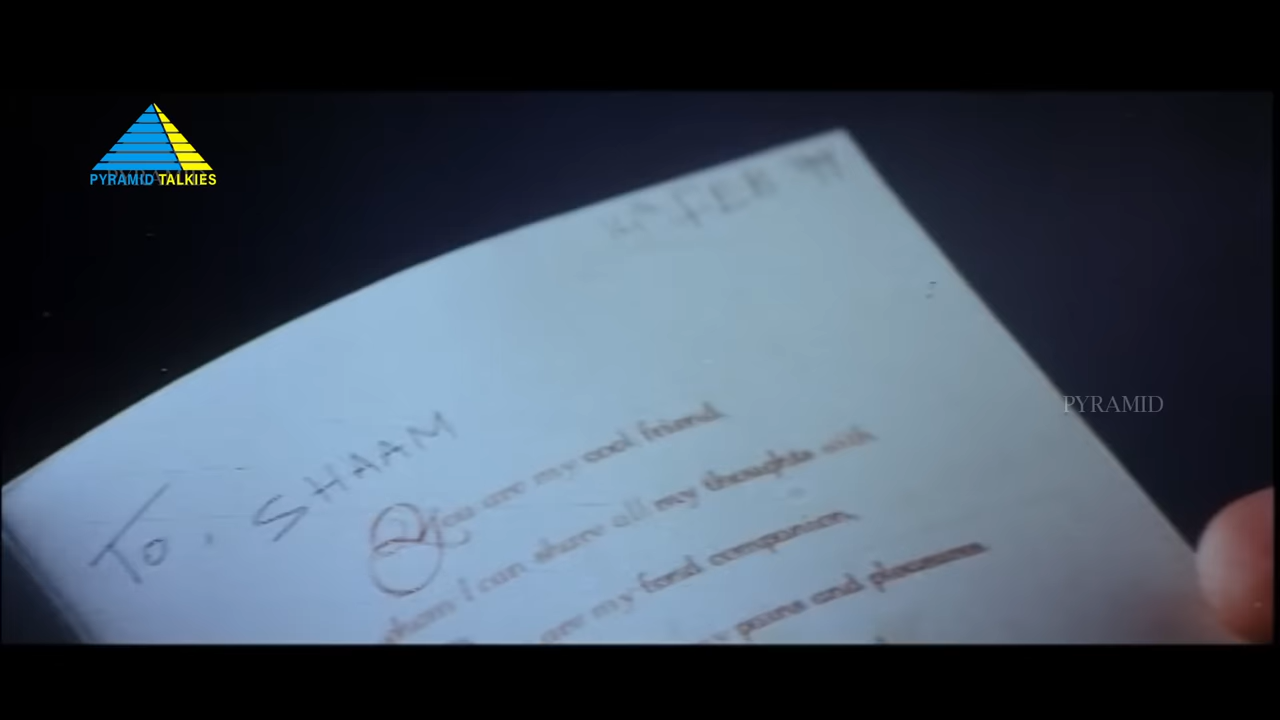 PYRAMID TALKIES
FEB
PYRAMID
To, SHAAM
You are my cool friend
whom I can share all my thoughts with
are my fond companion,
pains and pleasures